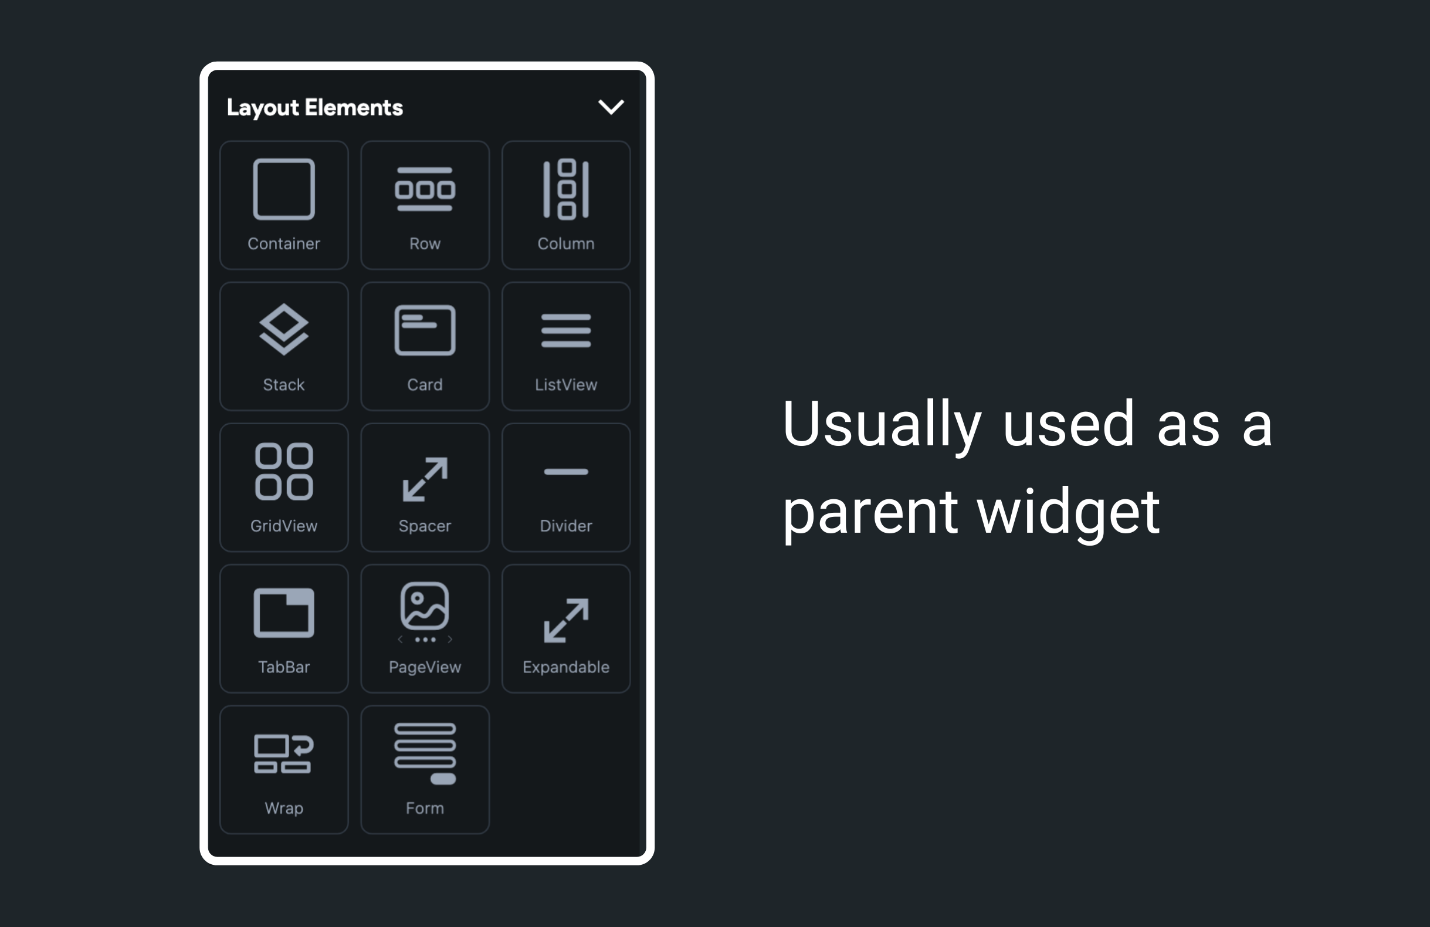 Layout Elements
Container
Row
Column
Stack
Card
ListView
GridView
Spacer
Divider
TabBar
PageView
Expandable
Wrap
Form
Usually used as a
parent widget